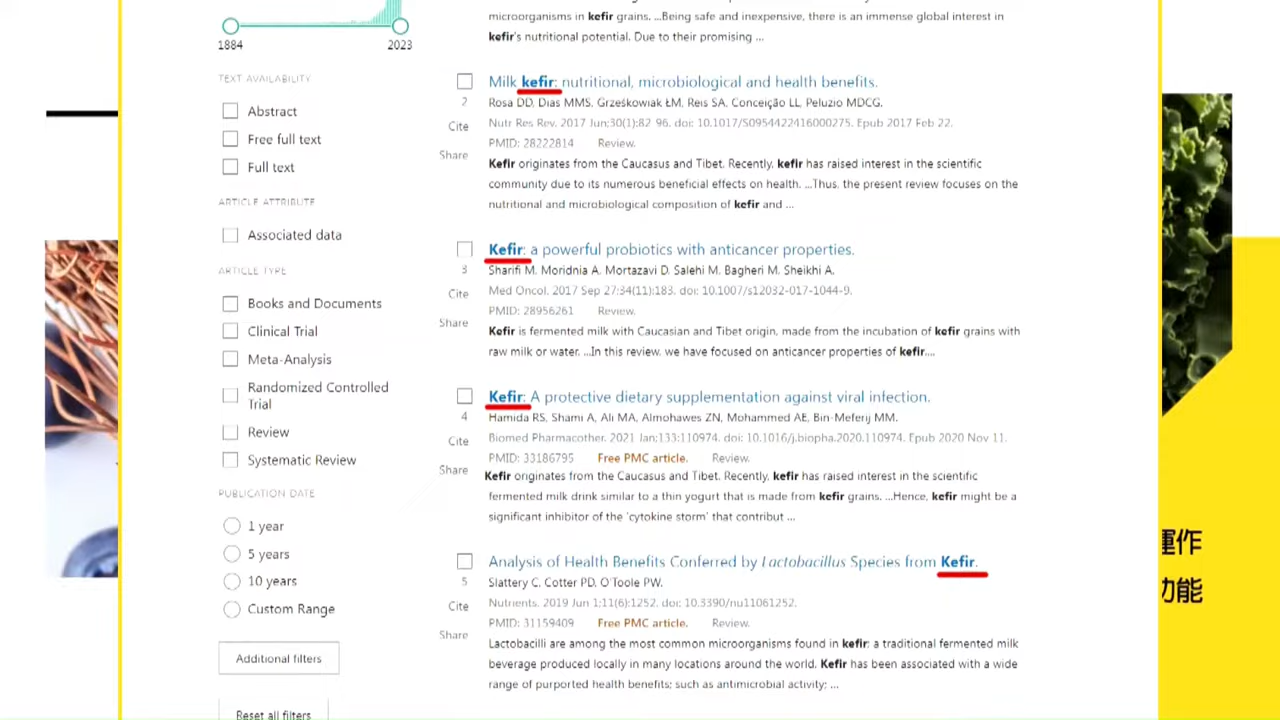 1884
2023
TEXT AVAILABILITY
Abstract
Free full text
Full text
ARTICLE ATTRIBUTE
Associated data
ARTICLE TYPE
Books and Documents
Clinical Trial
Meta-Analysis
Randomized Controlled
Trial
Review
Systematic Review
PUBLICATION DATE
1 year
5 years
10 years
Custom Range
Additional filters
Reset all filters
microorganisms in kefir grains. ...Being safe and inexpensive, there is an immense global interest in
kefir's nutritional potential. Due to their promising ...
Milk kefir: nutritional, microbiological and health benefits.
2
Rosa DD, Dias MMS, Grześkowiak ŁM, Reis SA, Conceição LL, Peluzio MDCG.
Cite
Nutr Res Rev. 2017 Jun;30(1):82-96. doi: 10.1017/S0954422416000275. Epub 2017 Feb 22.
Share
PMID: 28222814 Review.
Kefir originates from the Caucasus and Tibet. Recently, kefir has raised interest in the scientific
community due to its numerous beneficial effects on health. ...Thus, the present review focuses on the
nutritional and microbiological composition of kefir and ...
Kefir: a powerful probiotics with anticancer properties.
3
Sharifi M, Moridnia A, Mortazavi D, Salehi M, Bagheri M, Sheikhi A.
Cite
Med Oncol. 2017 Sep 27;34(11):183. doi: 10.1007/s12032-017-1044-9.
Share
PMID: 28956261 Review.
Kefir is fermented milk with Caucasian and Tibet origin, made from the incubation of kefir grains with
raw milk or water. ...In this review, we have focused on anticancer properties of kefir....
Kefir: A protective dietary supplementation against viral infection.
4
Hamida RS, Shami A, Ali MA, Almohawes ZN, Mohammed AE, Bin-Meferij MM.
Cite
Biomed Pharmacother. 2021 Jan;133:110974. doi: 10.1016/j.biopha.2020.110974. Epub 2020 Nov 11.
Share
PMID: 33186795 Free PMC article. Review.
Kefir originates from the Caucasus and Tibet. Recently, kefir has raised interest in the scientific
fermented milk drink similar to a thin yogurt that is made from kefir grains. ...Hence, kefir might be a
significant inhibitor of the 'cytokine storm' that contribut ...
Analysis of Health Benefits Conferred by Lactobacillus Species from Kefir.
5
Slattery C, Cotter PD, O'Toole PW.
Cite
Nutrients. 2019 Jun 1;11(6):1252. doi: 10.3390/nu11061252.
Share
PMID: 31159409 Free PMC article. Review.
Lactobacilli are among the most common microorganisms found in kefir; a traditional fermented milk
beverage produced locally in many locations around the world. Kefir has been associated with a wide
range of purported health benefits; such as antimicrobial activity; ...
運作
功能